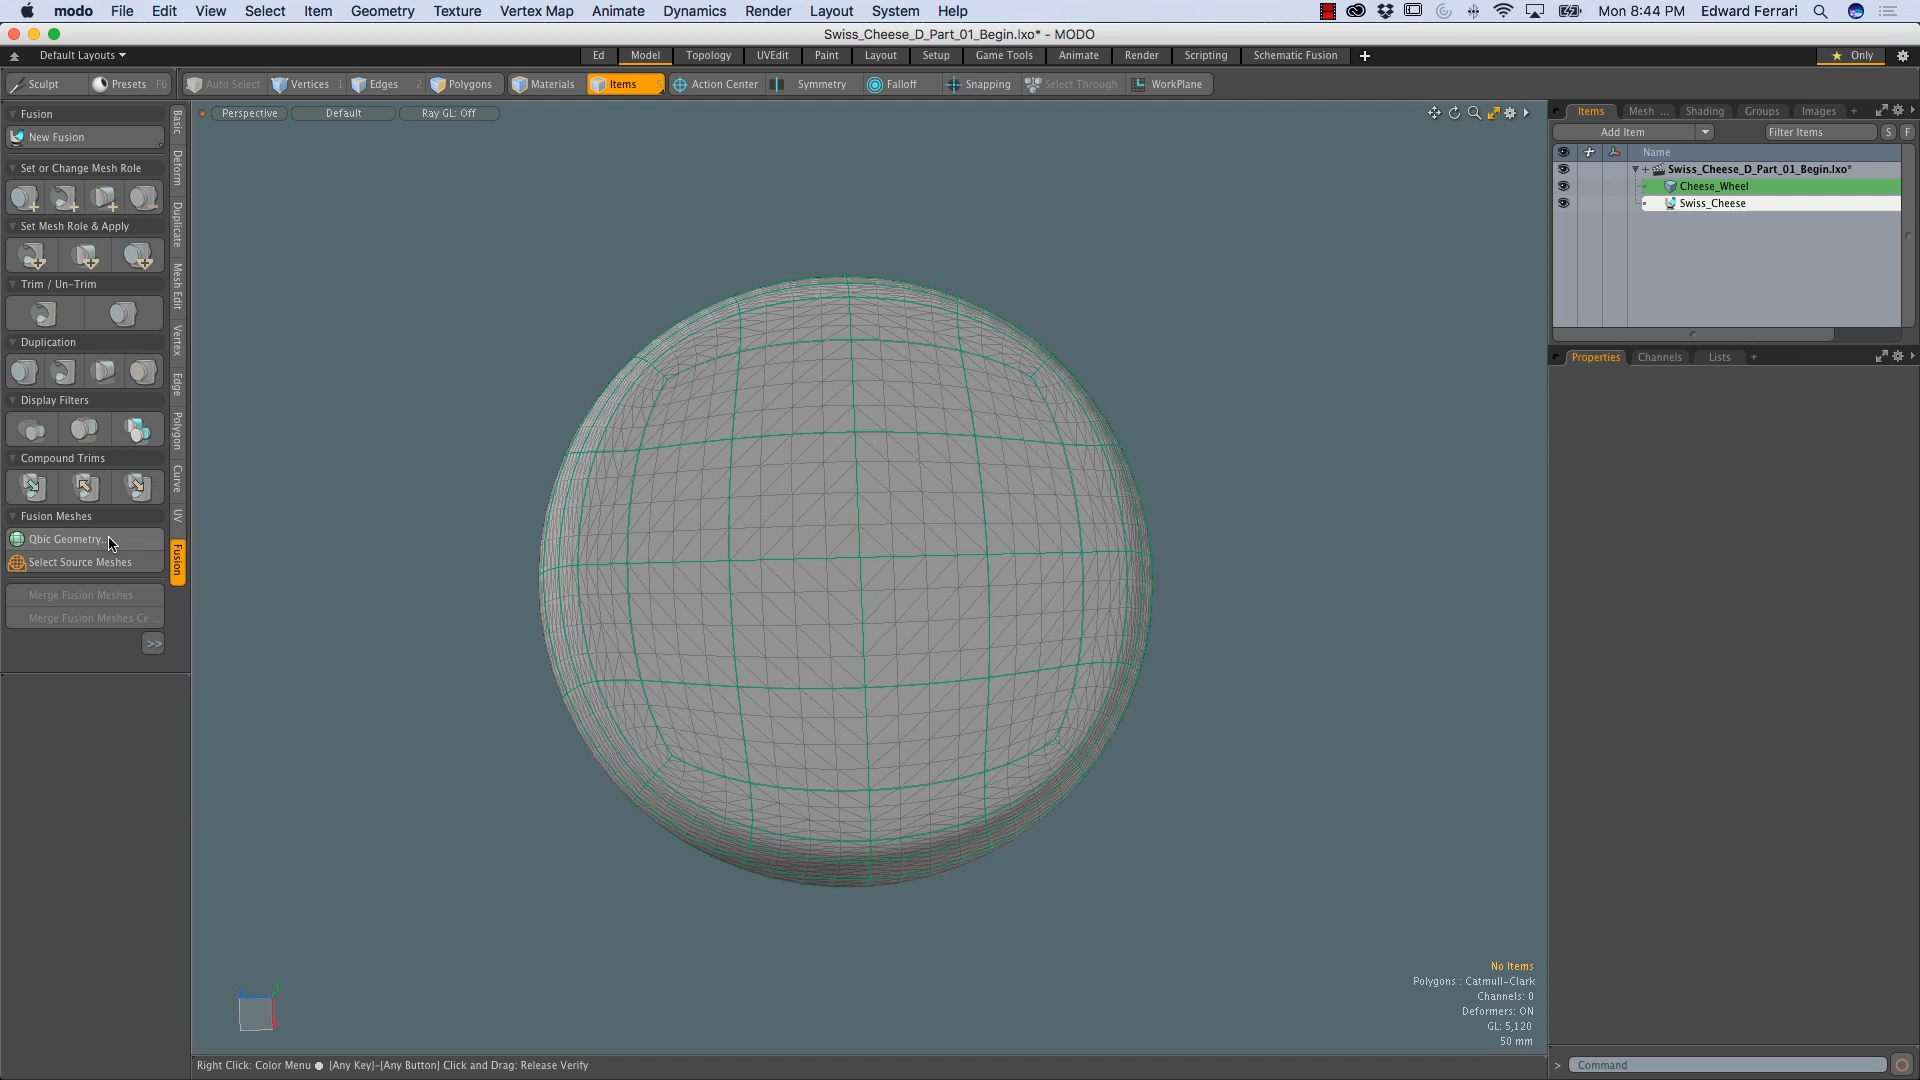 modo File Edit View Select Item Geometry Texture Vertex Map Animate Dynamics Render Layout System Help Mon 8:44 PM Edward Ferrari
Swiss_Cheese_D_Part_01_Begin.lxo* - MODO
Default Layouts Ed Model Topology UVEdit Paint Layout Setup Game Tools Animate Render Scripting Schematic Fusion + Only
Sculpt Presets F6 Auto Select Vertices 1 Edges 2 Polygons Materials Items 5 Action Center Symmetry Falloff Snapping Select Through WorkPlane
Fusion
New Fusion
Set or Change Mesh Role
Set Mesh Role & Apply
Trim / Un-Trim
Duplication
Display Filters
Compound Trims
Fusion Meshes
Qbic Geometry...
Select Source Meshes
Merge Fusion Meshes
Merge Fusion Meshes Ce ...
>>
Basic
Deform
Duplicate
Mesh Edit
Vertex
Edge
Polygon
Curve
UV
Fusion
Perspective Default Ray GL: Off
No Items
Polygons : Catmull-Clark
Channels: 0
Deformers: ON
GL: 5,120
50 mm
Right Click: Color Menu ● [Any Key]-[Any Button] Click and Drag: Release Verify
Items Mesh ... Shading Groups Images +
Add Item Filter Items S F
Name
Swiss_Cheese_D_Part_01_Begin.lxo*
Cheese_Wheel
Swiss_Cheese
Properties Channels Lists +
> Command